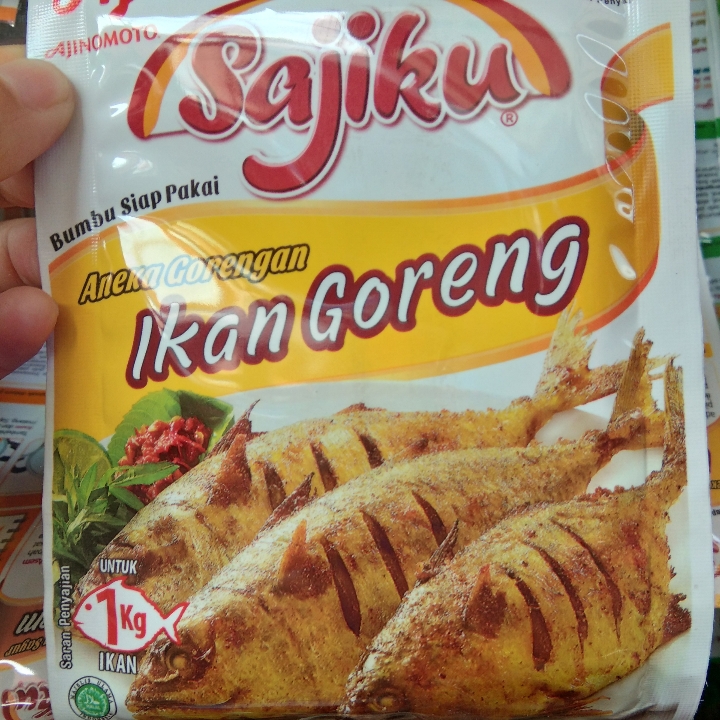 AJINOMOTO
Sajiku®
Bumbu Siap Pakai
Aneka Gorengan
Ikan Goreng
UNTUK
1Kg
IKAN
Saran Penyajian